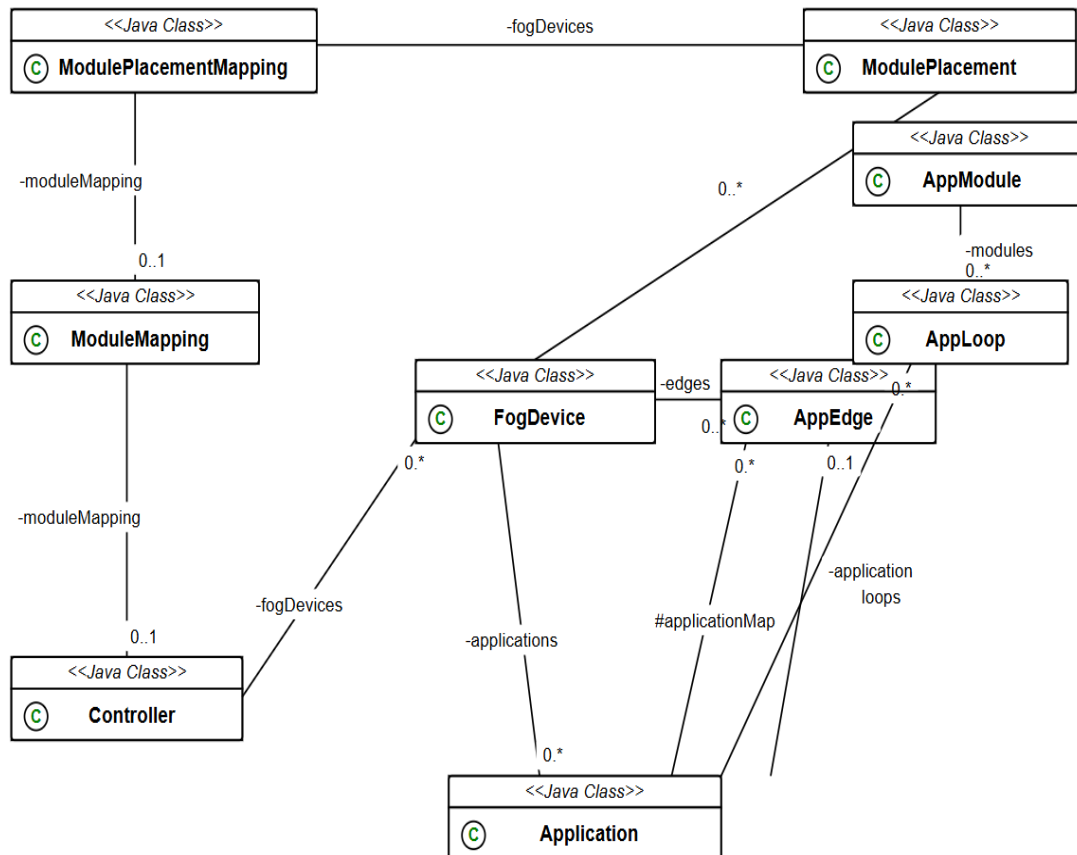 <<Java Class>>
C ModulePlacementMapping
-fogDevices
<<Java Class>>
C ModulePlacement
<<Java Class>>
C AppModule
-moduleMapping
0..*
-modules
0..1
0..*
<<Java Class>>
C ModuleMapping
<<Java Class>>
C AppLoop
<<Java Class>>
C FogDevice
-edges
0..*
<<Java Class>>
C AppEdge
0.*
0.*
0.*
0..1
-moduleMapping
-application
loops
-fogDevices
#applicationMap
-applications
0..1
<<Java Class>>
C Controller
0.*
<<Java Class>>
C Application